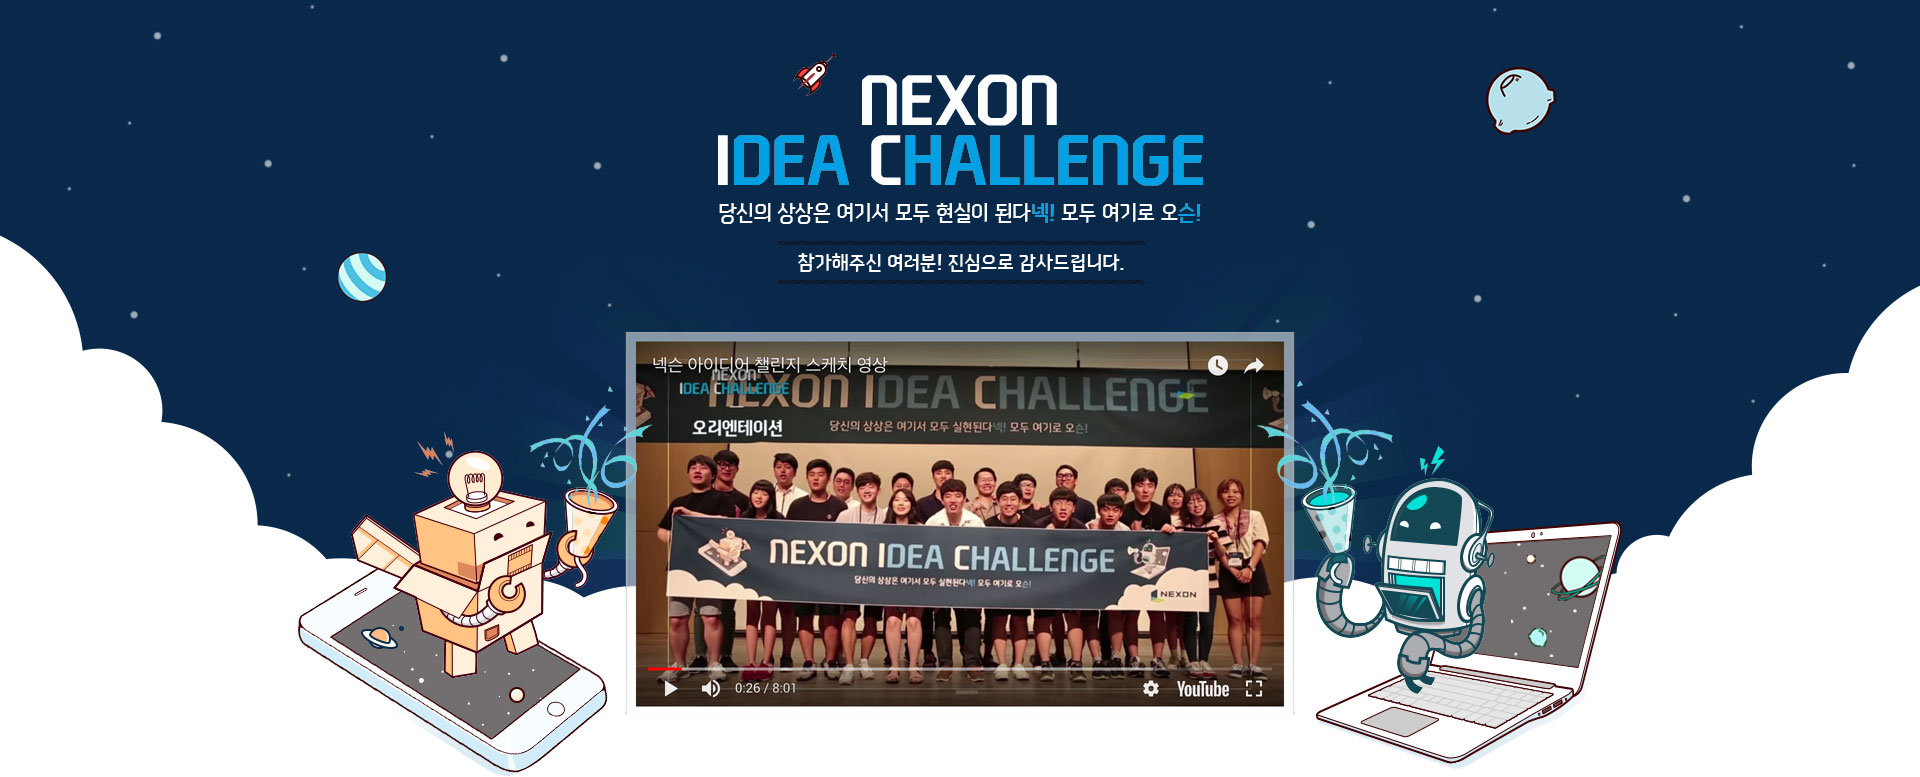 NEXON
IDEA CHALLENGE
당신의 상상은 여기서 모두 현실이 된다넥! 모두 여기로 오슨!
참가해주신 여러분! 진심으로 감사드립니다.
넥슨 아이디어 챌린지 스케치 영상
NEXON
IDEA CHALLENGE
NEXON IDEA CHALLENGE
오리엔테이션
당신의 상상은 여기서 모두 실현된다넥! 모두 여기로 오슨!
NEXON IDEA CHALLENGE
당신의 상상은 여기서 모두 실현된다넥! 모두 여기로 오슨!
NEXON
0:26 / 8:01
YouTube